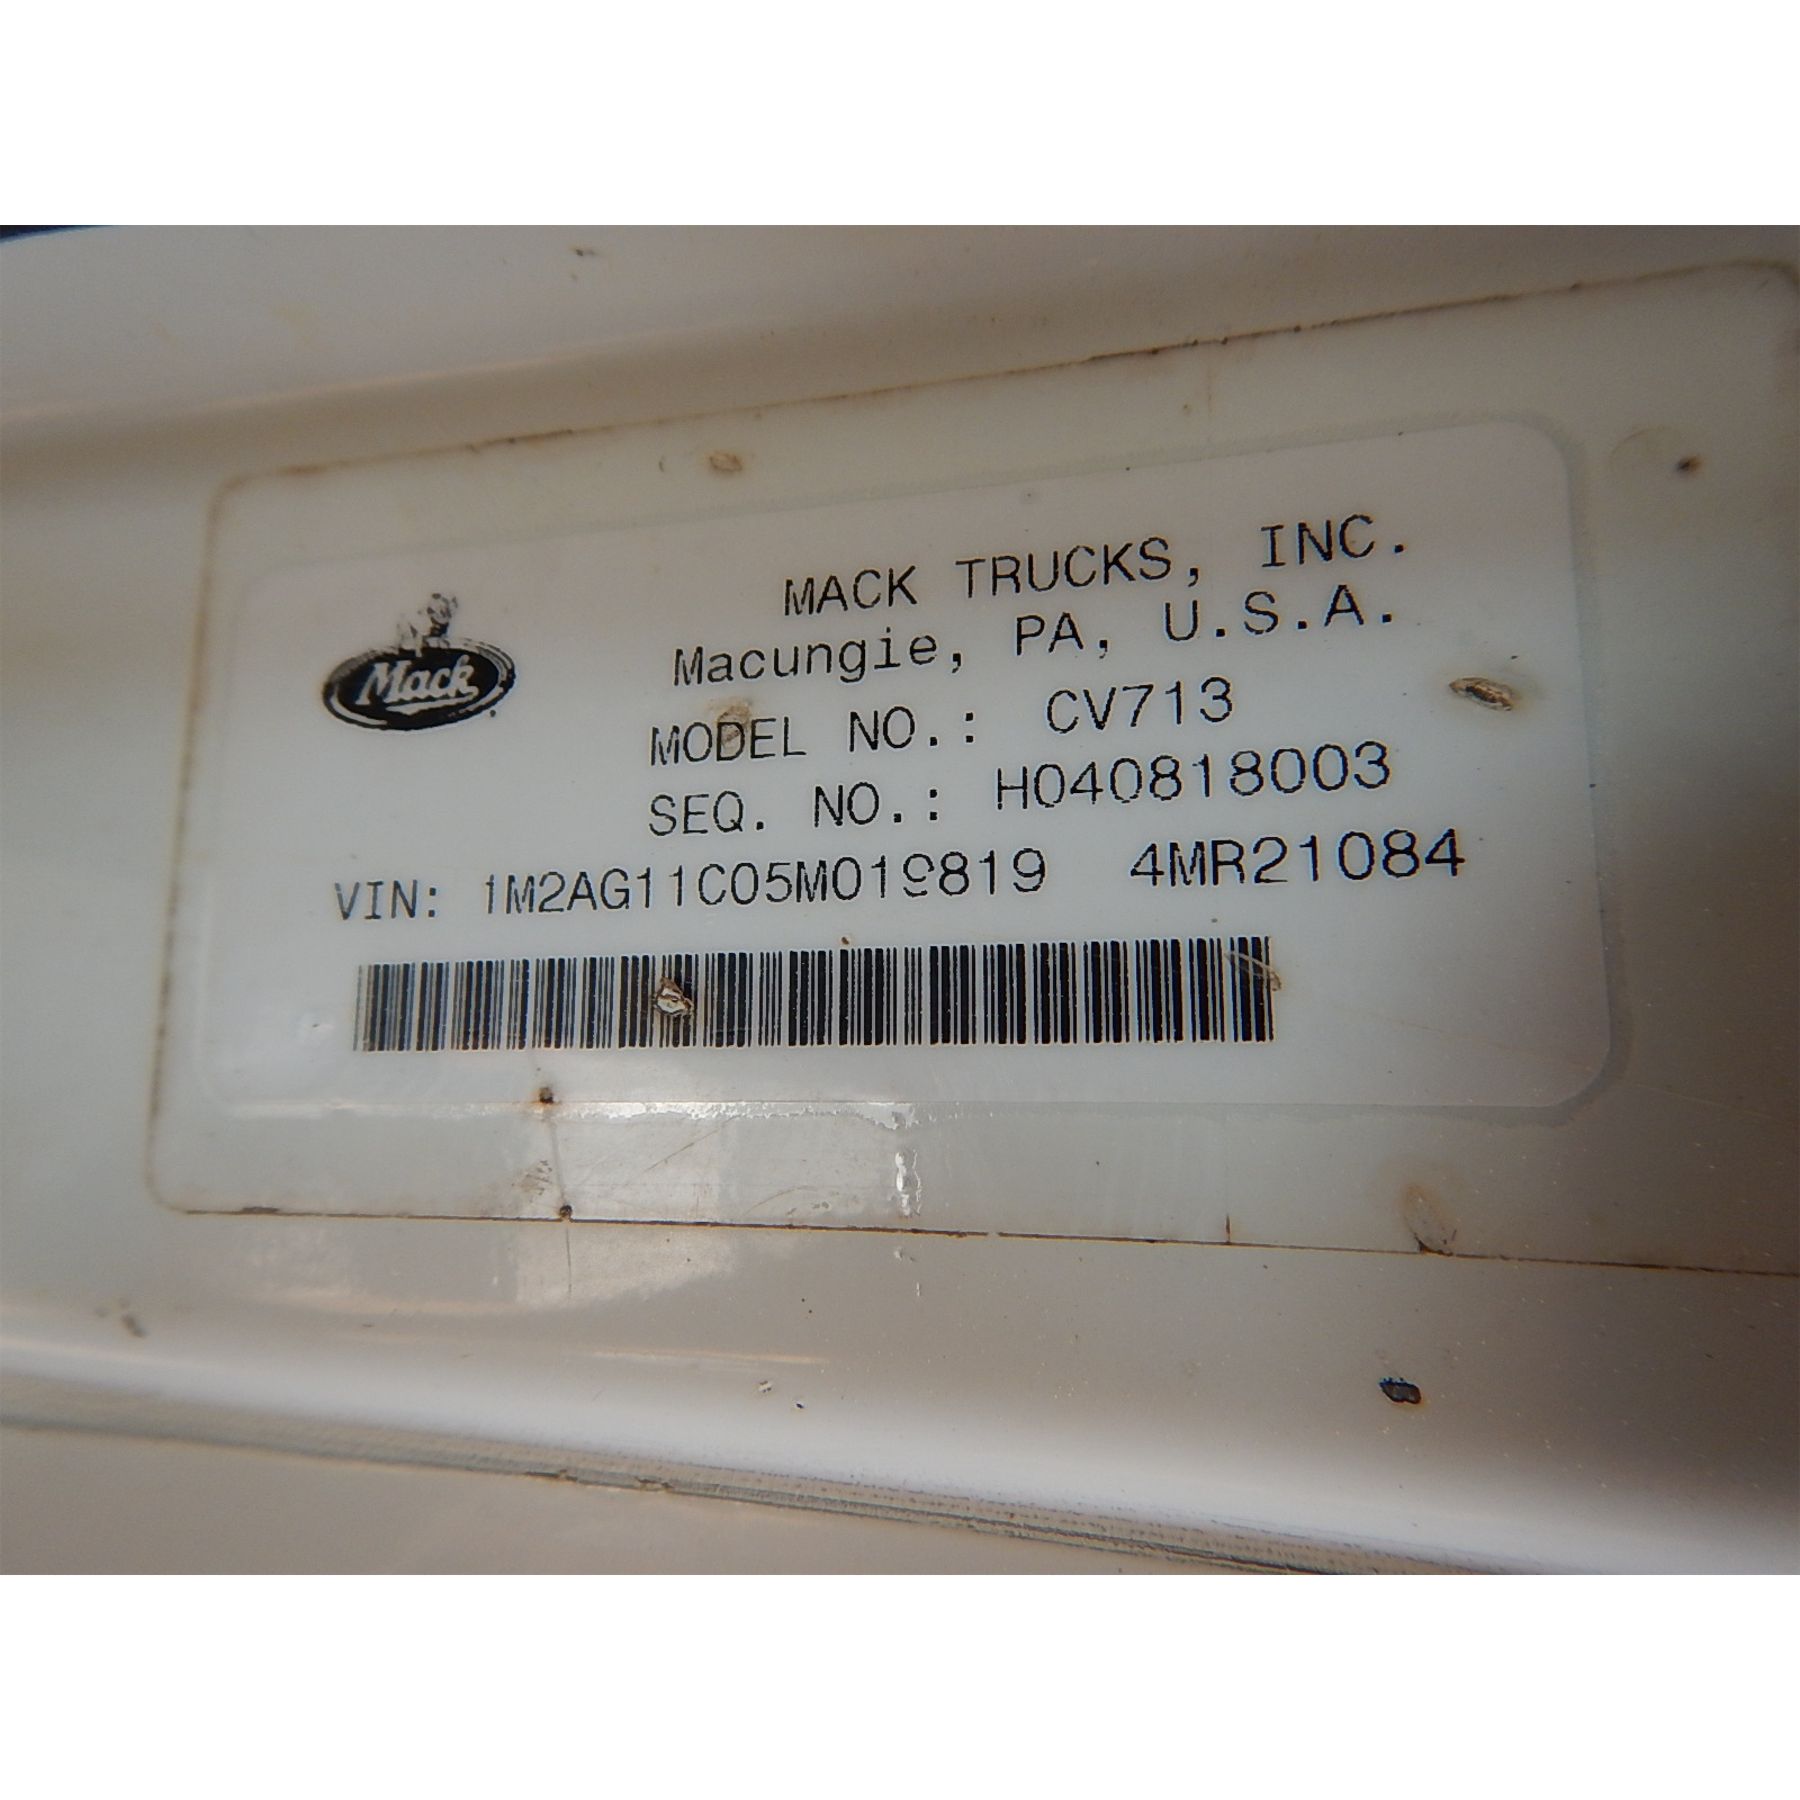 Mack
MACK TRUCKS, INC.
Macungie, PA, U.S.A.
MODEL NO.: CV713
SEQ. NO.: H040818003
VIN: 1M2AG11C05M019819 4MR21084